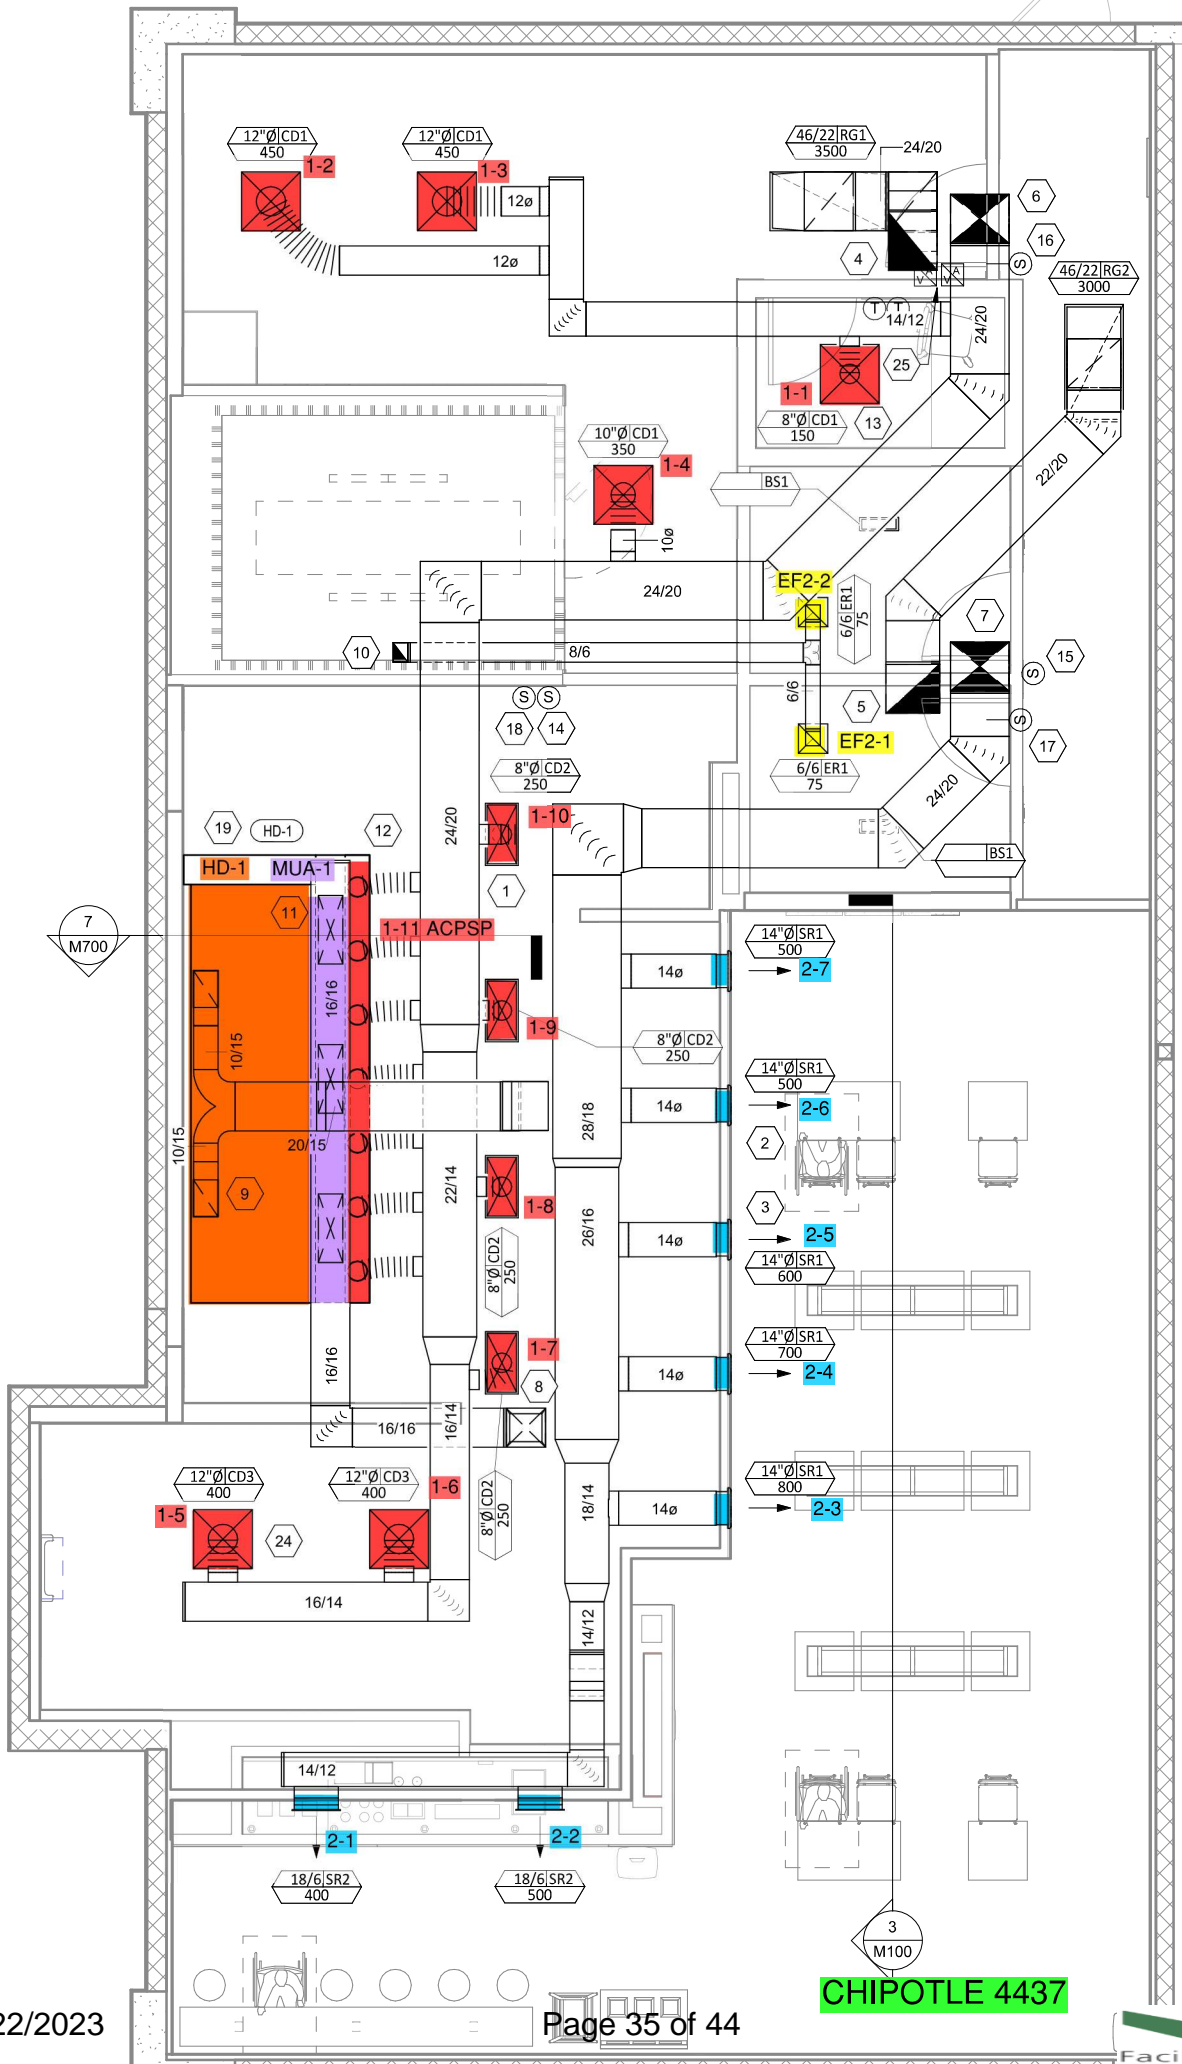 12"Ø CD1
450
1-2
12"Ø CD1
450
1-3
46/22 RG1
3500
24/20
12ø
12ø
6
4
16
S
V A
V A
46/22 RG2
3000
T T
14/12
24/20
25
1-1
8"Ø CD1
150
13
10"Ø CD1
350
1-4
22/20
BS1
10ø
24/20
EF2-2
6/6 ER1
75
7
10
8/6
15
S
6/6
S S
18
14
5
S
EF2-1
17
6/6 ER1
75
8"Ø CD2
250
24/20
24/20
1-10
19
HD-1
12
BS1
HD-1
MUA-1
1
11
1-11 ACPSP
7
M700
14"Ø SR1
500
2-7
14ø
16/16
1-9
8"Ø CD2
250
10/15
14"Ø SR1
500
2-6
14ø
28/18
10/15
20/15
2
9
22/14
1-8
3
26/16
14ø
2-5
14"Ø SR1
600
8"Ø CD2
250
14"Ø SR1
700
2-4
14ø
1-7
8
16/16
16/14
16/16
12"Ø CD3
400
12"Ø CD3
400
1-6
14"Ø SR1
800
2-3
14ø
18/14
8"Ø CD2
250
1-5
24
16/14
14/12
14/12
2-1
2-2
18/6 SR2
400
18/6 SR2
500
3
M100
CHIPOTLE 4437
22/2023
Page 35 of 44
Faci